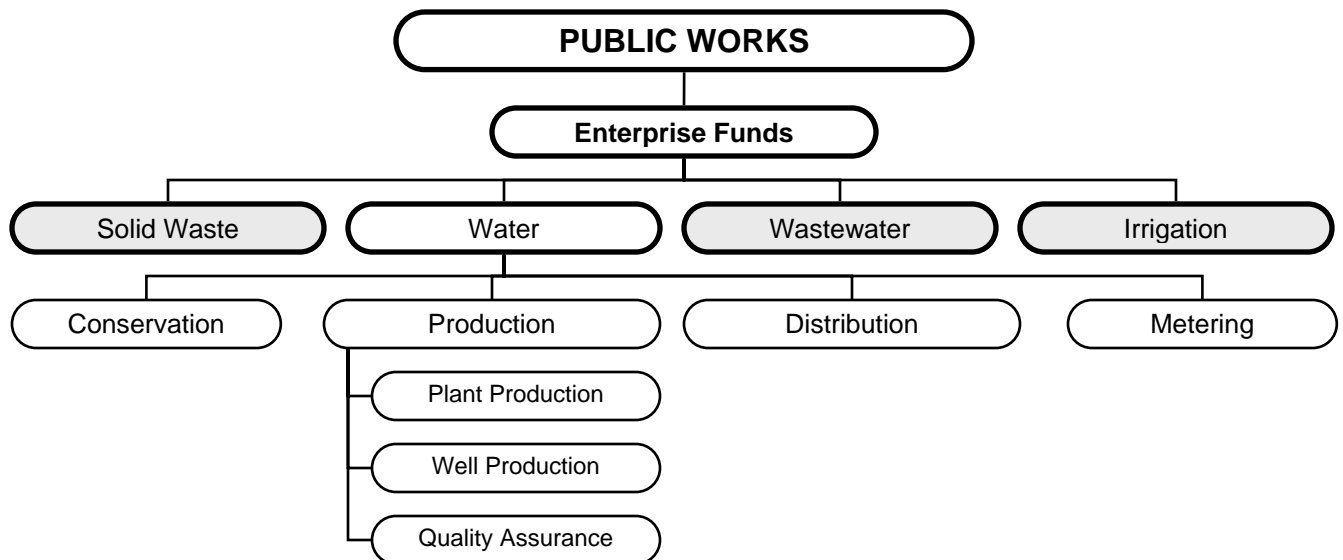 PUBLIC WORKS
Enterprise Funds
Solid Waste
Water
Wastewater
Irrigation
Conservation
Production
Distribution
Metering
Plant Production
Well Production
Quality Assurance